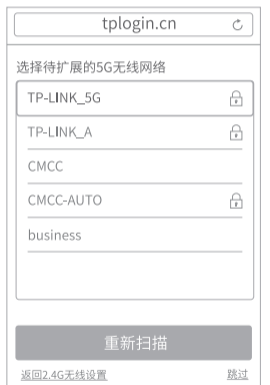 tplogin.cn
选择待扩展的5G无线网络
TP-LINK_5G
TP-LINK_A
CMCC
CMCC-AUTO
business
重新扫描
返回2.4G无线设置 跳过